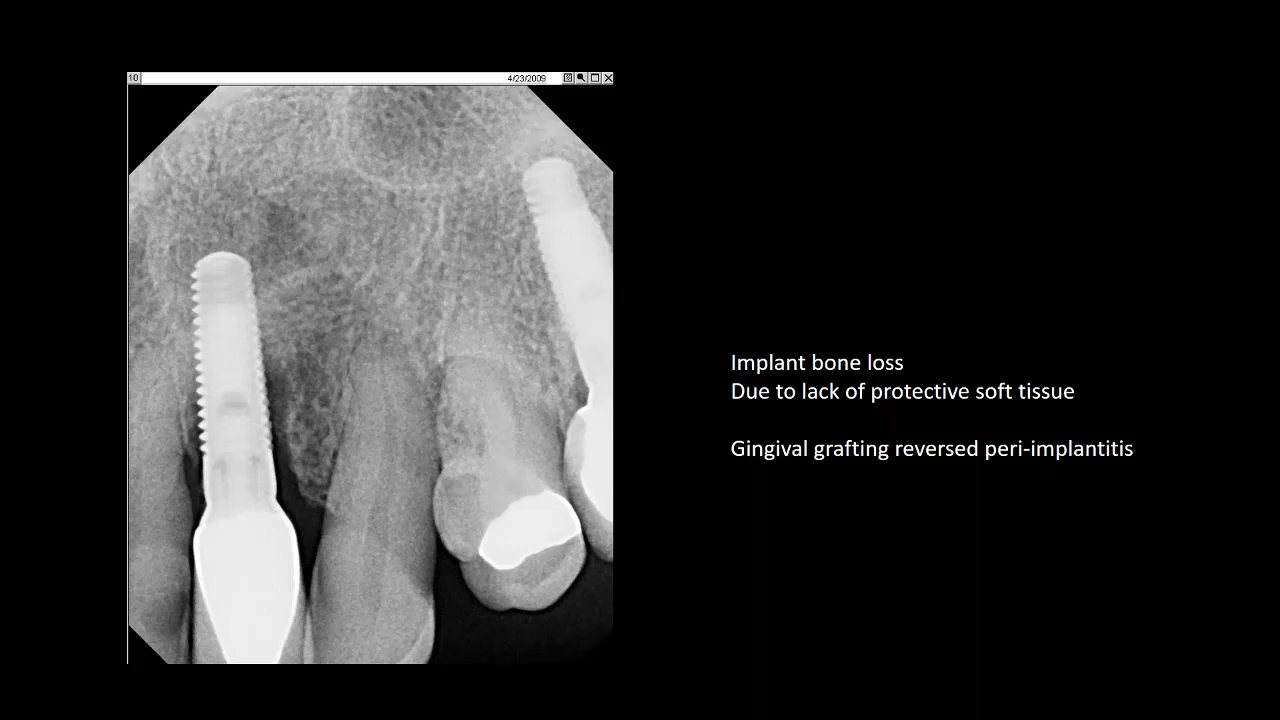 10
4/23/2009
Implant bone loss
Due to lack of protective soft tissue
Gingival grafting reversed peri-implantitis